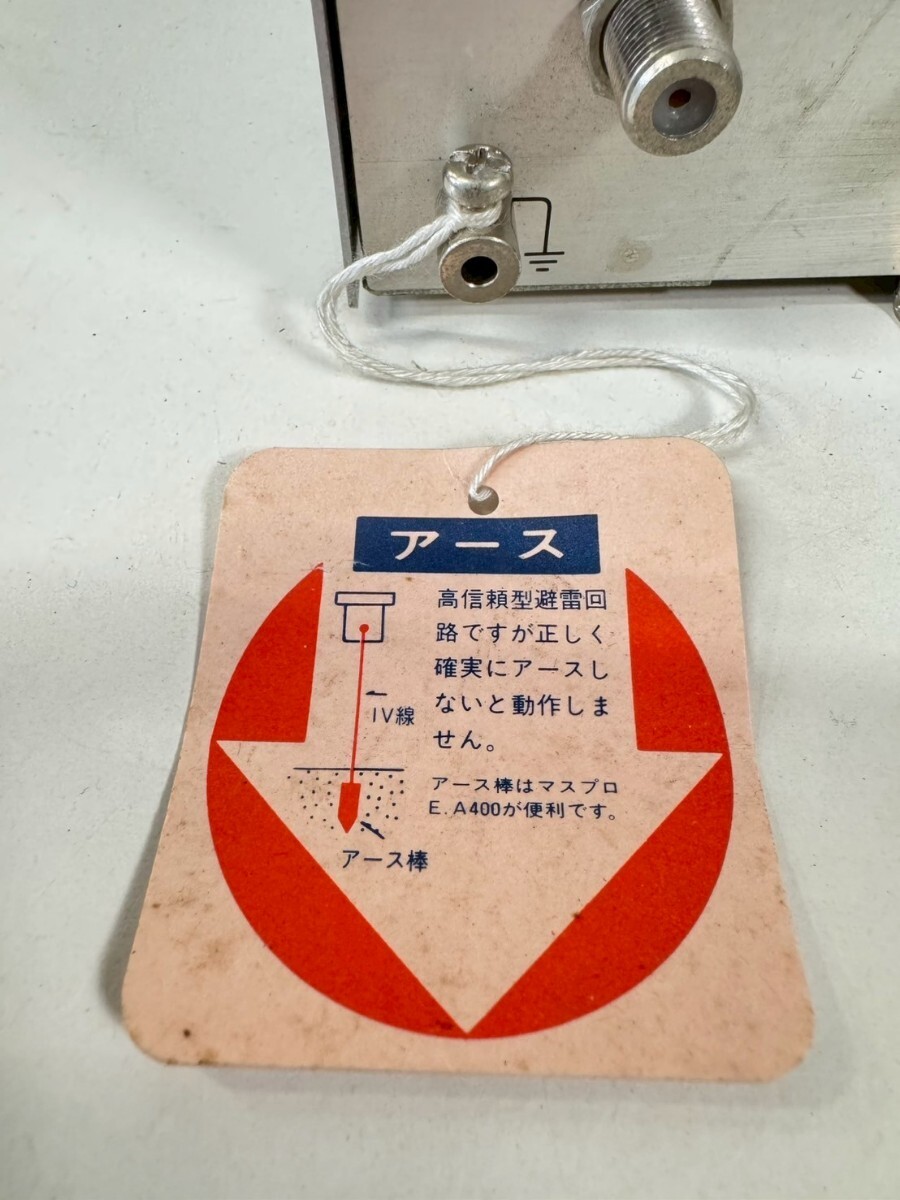 アース
高信頼型避雷回
路ですが正しく
確実にアースし
ないと動作しま
せん。
IV線
アース棒はマスプロ
E.A400が便利です。
アース棒